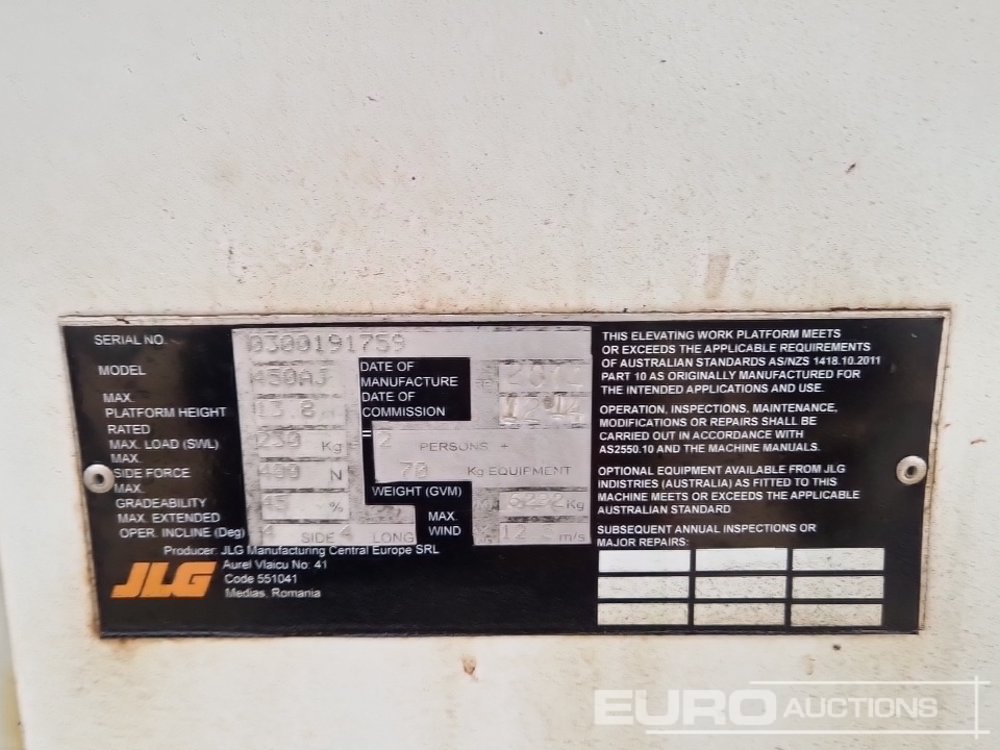 SERIAL NO. 0300191759
MODEL M450AJ
MAX. PLATFORM HEIGHT 13.8
RATED MAX. LOAD (SWL) 230 Kg = 2 PERSONS +
70 Kg EQUIPMENT
MAX. SIDE FORCE 400 N
MAX. GRADEABILITY 45 %
MAX. EXTENDED OPER. INCLINE (Deg) 4 SIDE 4 LONG
DATE OF MANUFACTURE
DATE OF COMMISSION
WEIGHT (GVM) Kg
MAX. WIND 12 m/s
Producer: JLG Manufacturing Central Europe SRL
JLG
Aurel Vlaicu No: 41
Code 551041
Medias, Romania
THIS ELEVATING WORK PLATFORM MEETS
OR EXCEEDS THE APPLICABLE REQUIREMENTS
OF AUSTRALIAN STANDARDS AS/NZS 1418.10.2011
PART 10 AS ORIGINALLY MANUFACTURED FOR
THE INTENDED APPLICATIONS AND USE.
OPERATION, INSPECTIONS, MAINTENANCE,
MODIFICATIONS OR REPAIRS SHALL BE
CARRIED OUT IN ACCORDANCE WITH
AS2550.10 AND THE MACHINE MANUALS.
OPTIONAL EQUIPMENT AVAILABLE FROM JLG
INDUSTRIES (AUSTRALIA) AS FITTED TO THIS
MACHINE MEETS OR EXCEEDS THE APPLICABLE
AUSTRALIAN STANDARD
SUBSEQUENT ANNUAL INSPECTIONS OR
MAJOR REPAIRS:
EURO AUCTIONS